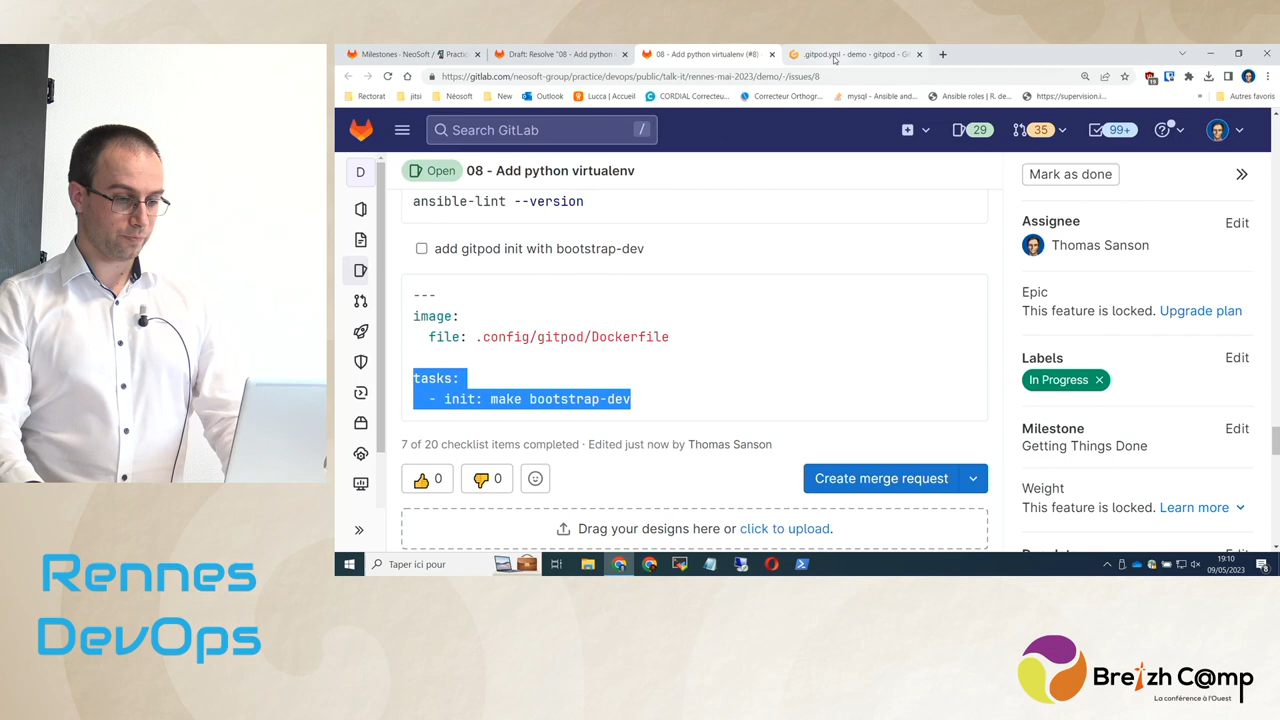 Milestones - NeoSoft /
Practic
Draft: Resolve "08 - Add python
08 - Add python virtualenv (#8)
.gitpod.yml - demo - gitpod - G
https://gitlab.com/neosoft-group/practice/devops/public/talk-it/rennes-mai-2023/demo/-/issues/8
Rectorat
jitsi
Néosoft
New
Outlook
Lucca | Accueil
CORDIAL Correcteu...
Correcteur Orthogr...
mysql - Ansible and...
Ansible roles | R. de...
https://supervision.i...
»
Autres favoris
Search GitLab
/
29
35
99+
D
Open
08 - Add python virtualenv
Mark as done
ansible-lint --version
add gitpod init with bootstrap-dev
---
image:
file: .config/gitpod/Dockerfile
tasks:
- init: make bootstrap-dev
7 of 20 checklist items completed · Edited just now by Thomas Sanson
0
0
Create merge request
Drag your designs here or click to upload.
Assignee
Edit
Thomas Sanson
Epic
This feature is locked. Upgrade plan
Labels
Edit
In Progress
Milestone
Edit
Getting Things Done
Weight
This feature is locked. Learn more
Taper ici pour
19:10
09/05/2023
8
Rennes
DevOps
Breizh C@mp
La conférence à l'Ouest